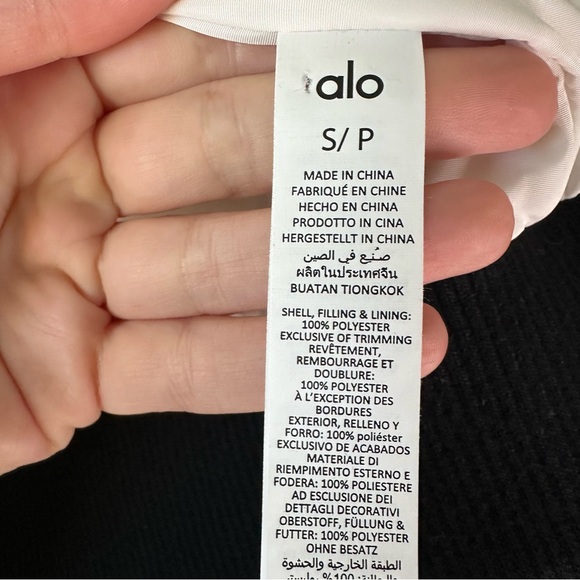 alo
S/ P
MADE IN CHINA
FABRIQUÉ EN CHINE
HECHO EN CHINA
PRODOTTO IN CINA
HERGESTELLT IN CHINA
صُنِع في الصين
ผลิตในประเทศจีน
BUATAN TIONGKOK
SHELL, FILLING & LINING:
100% POLYESTER
EXCLUSIVE OF TRIMMING
REVÊTEMENT,
REMBOURRAGE ET
DOUBLURE:
100% POLYESTER
À L'EXCEPTION DES
BORDURES
EXTERIOR, RELLENO Y
FORRO: 100% poliéster
EXCLUSIVO DE ACABADOS
MATERIALE DI
RIEMPIMENTO ESTERNO E
FODERA: 100% POLIESTERE
AD ESCLUSIONE DEI
DETTAGLI DECORATIVI
OBERSTOFF, FÜLLUNG &
FUTTER: 100% POLYESTER
OHNE BESATZ
الطبقة الخارجية والحشوة
والبطانة: 100% بوليستر